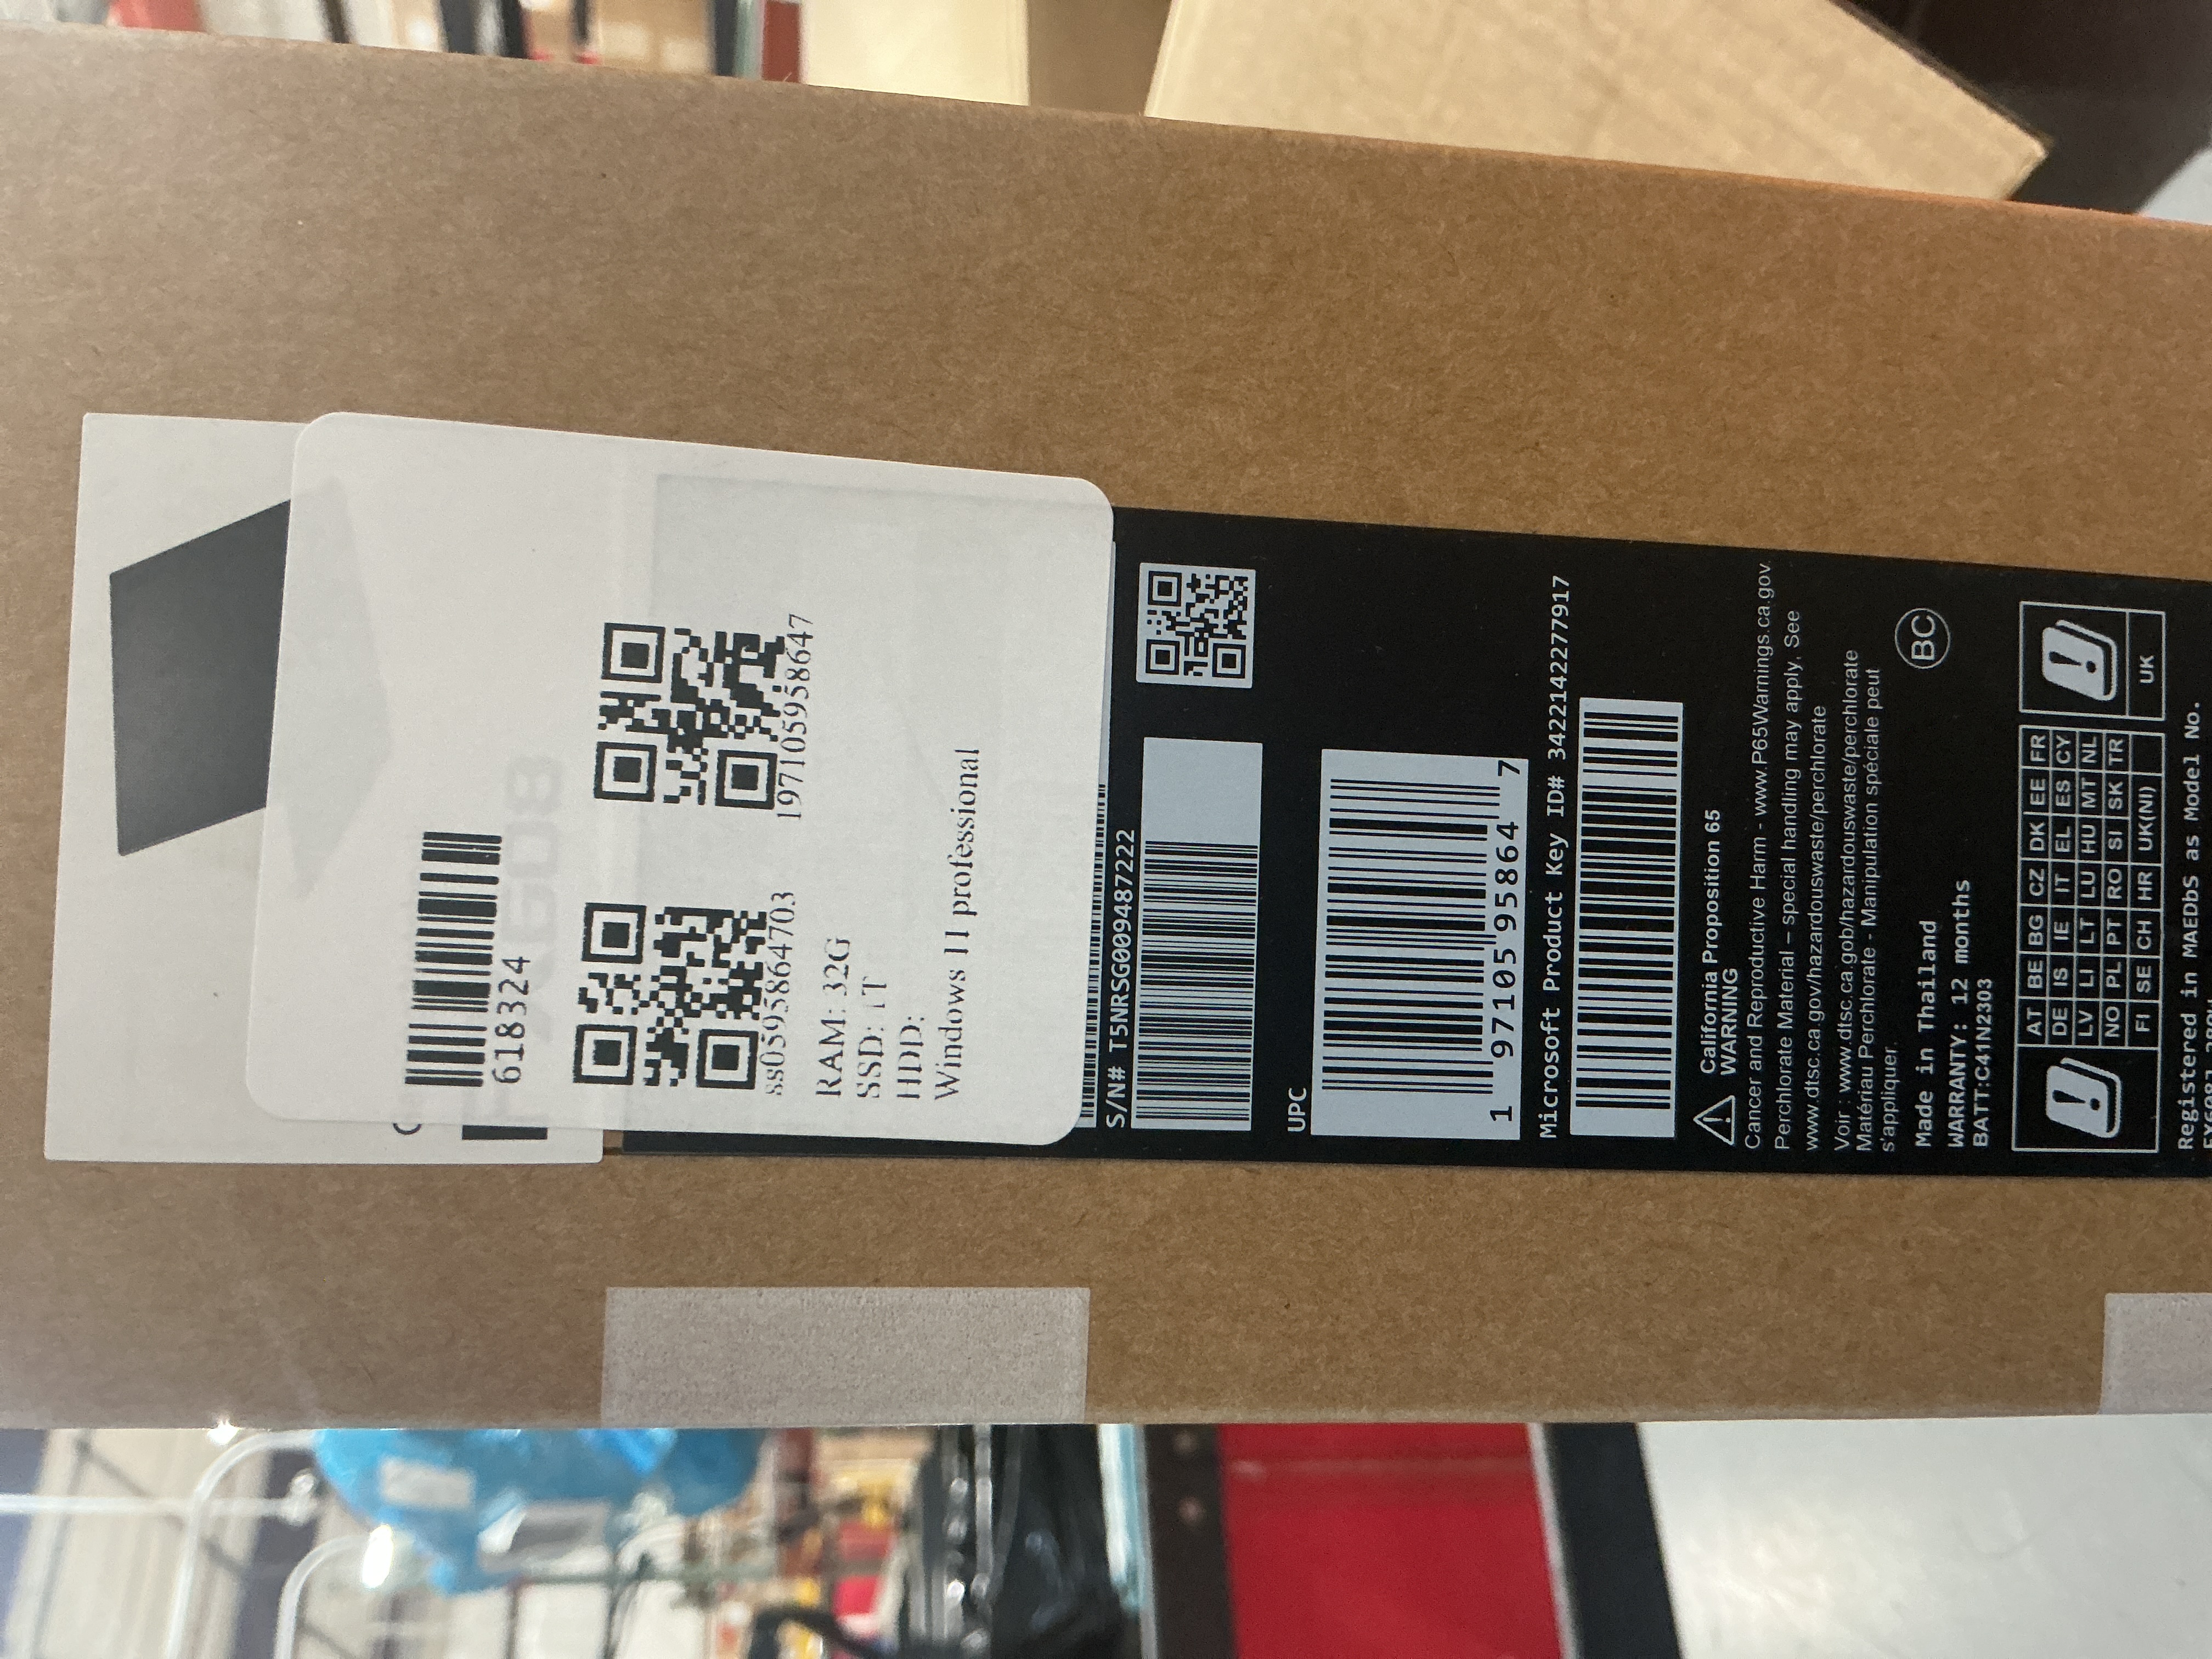 618324
ss0595864703
197105958647
RAM: 32G
SSD: 1T
HDD:
Windows 11 professional
S/N# T5NRSG009487222
UPC
1 97105 95864 7
Microsoft Product Key ID# 3422142277917
California Proposition 65
WARNING
Cancer and Reproductive Harm - www.P65Warnings.ca.gov.
Perchlorate Material – special handling may apply, See
www.dtsc.ca.gov/hazardouswaste/perchlorate
Voir : www.dtsc.ca.gob/hazardouswaste/perchlorate
Matériau Perchlorate - Manipulation spéciale peut
s'appliquer.
BC
Made in Thailand
WARRANTY: 12 months
BATT:C41N2303
AT BE BG CZ DK EE FR
DE IS IE IT EL ES CY
LV LI LT LU HU MT NL
NO PL PT RO SI SK TR
FI SE CH HR UK(NI)
UK
Registered in MAEDbS as Model No.